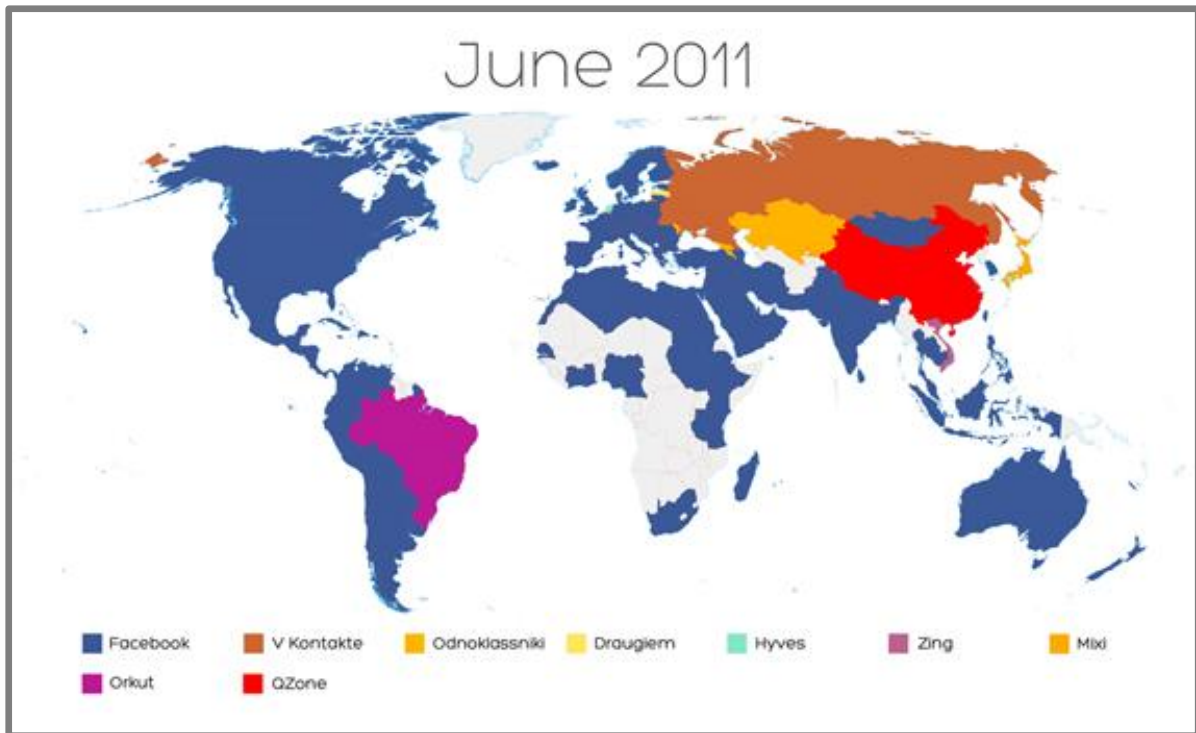 June 2011
Facebook V Kontakte Odnoklassniki Draugiem Hyves Zing Mixi
Orkut QZone